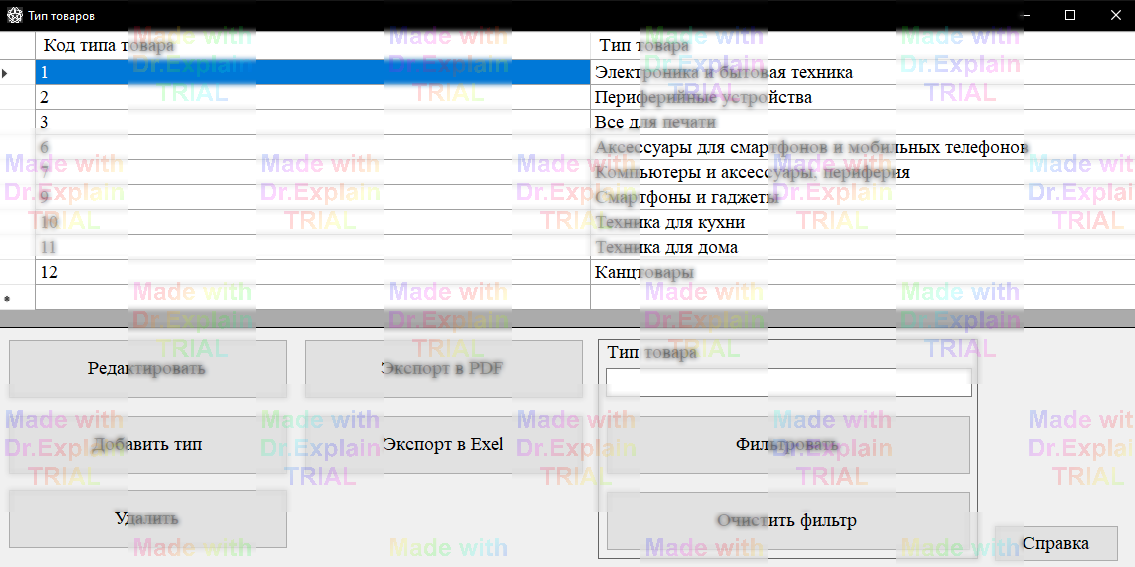 Тип товаров
Код типа товара Тип товара
1 Электроника и бытовая техника
2 Периферийные устройства
3 Все для печати
6 Аксессуары для смартфонов и мобильных телефонов
7 Компьютеры и аксессуары, периферия
9 Смартфоны и гаджеты
10 Техника для кухни
11 Техника для дома
12 Канцтовары
Редактировать Экспорт в PDF Тип товара
Добавить тип Экспорт в Exel Фильтровать
Удалить Очистить фильтр
Справка
Made with
Dr.Explain
TRIAL